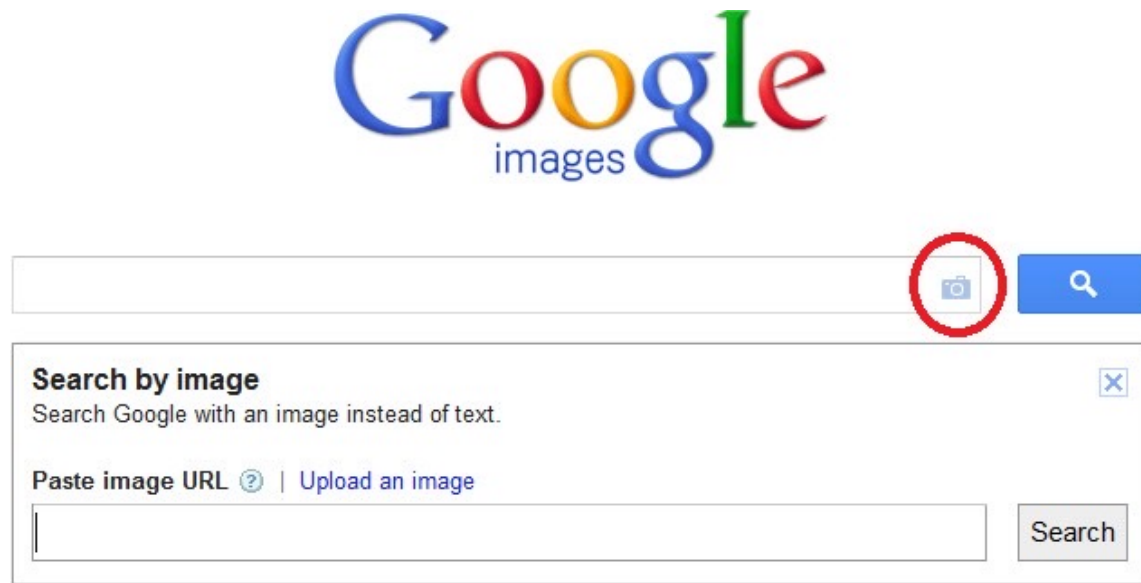 Google
images
Search by image
Search Google with an image instead of text.
Paste image URL ? | Upload an image
Search